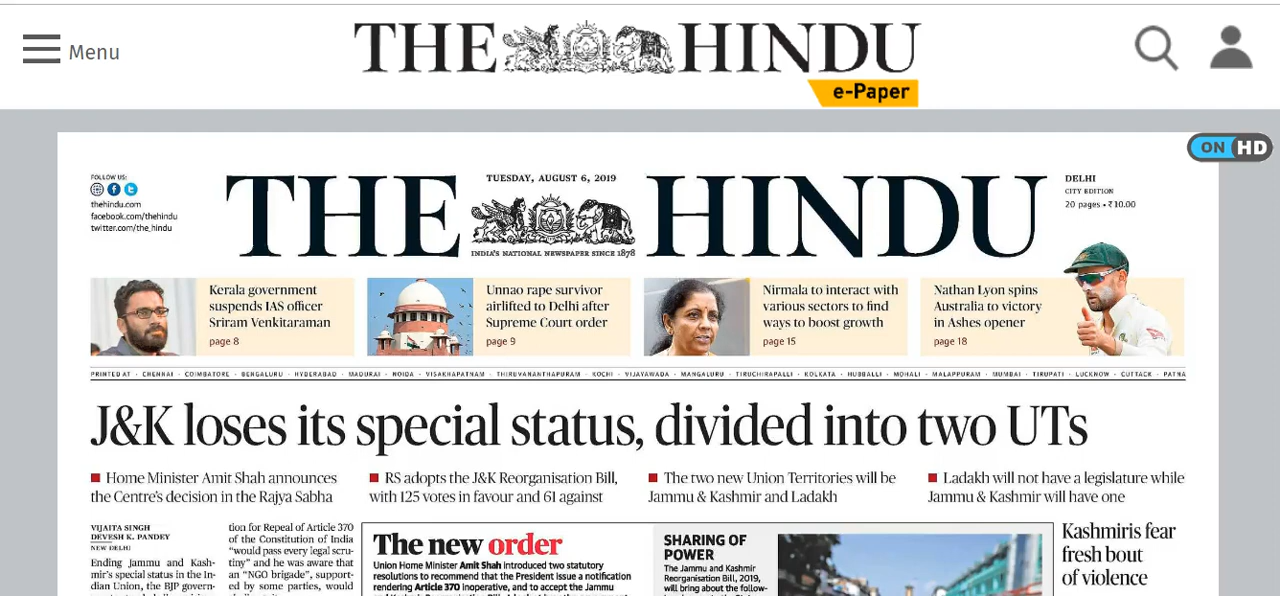 Menu
THE HINDU
e-Paper
ON HD
FOLLOW US:
thehindu.com
facebook.com/thehindu
twitter.com/the_hindu
TUESDAY, AUGUST 6, 2019
THE HINDU
INDIA'S NATIONAL NEWSPAPER SINCE 1878
DELHI
CITY EDITION
20 pages • ₹10.00
Kerala government
suspends IAS officer
Sriram Venkitaraman
page 8
Unnao rape survivor
airlifted to Delhi after
Supreme Court order
page 9
Nirmala to interact with
various sectors to find
ways to boost growth
page 15
Nathan Lyon spins
Australia to victory
in Ashes opener
page 18
PRINTED AT · CHENNAI · COIMBATORE · BENGALURU · HYDERABAD · MADURAI · NOIDA · VISAKHAPATNAM · THIRUVANANTHAPURAM · KOCHI · VIJAYAWADA · MANGALURU · TIRUCHIRAPALLI · KOLKATA · HUBBALLI · MOHALI · MALAPPURAM · MUMBAI · TIRUPATI · LUCKNOW · CUTTACK · PATNA
J&K loses its special status, divided into two UTs
Home Minister Amit Shah announces
the Centre's decision in the Rajya Sabha
RS adopts the J&K Reorganisation Bill,
with 125 votes in favour and 61 against
The two new Union Territories will be
Jammu & Kashmir and Ladakh
Ladakh will not have a legislature while
Jammu & Kashmir will have one
VIJAITA SINGH
DEVESH K. PANDEY
NEW DELHI
Ending Jammu and Kash-
mir's special status in the In-
dian Union, the BJP govern-
tion for Repeal of Article 370
of the Constitution of India
"would pass every legal scru-
tiny" and he was aware that
an "NGO brigade", support-
ed by some parties, would
The new order
Union Home Minister Amit Shah introduced two statutory
resolutions to recommend that the President issue a notification
rendering Article 370 inoperative, and to accept the Jammu
SHARING OF
POWER
The Jammu and Kashmir
Reorganisation Bill, 2019,
will bring about the follow-
Kashmiris fear
fresh bout
of violence